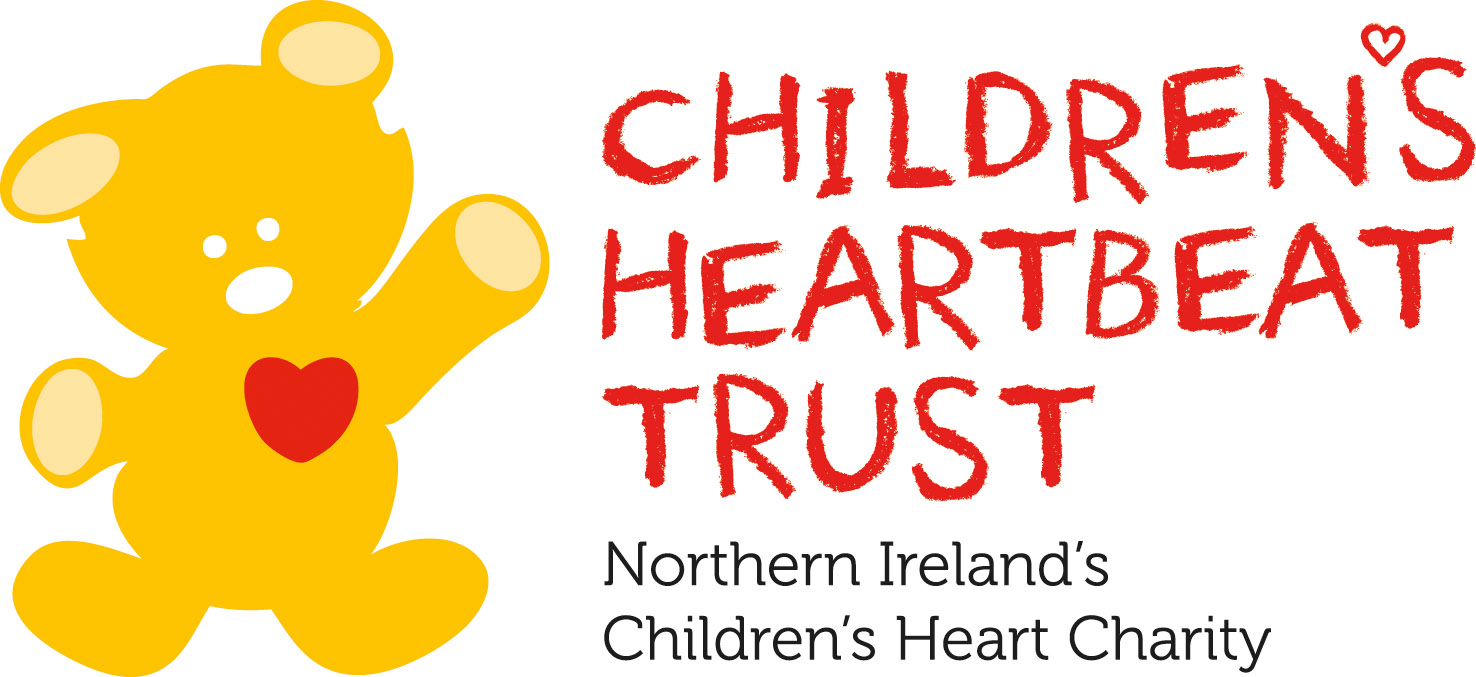 CHILDREN'S
HEARTBEAT
TRUST
Northern Ireland’s
Children’s Heart Charity